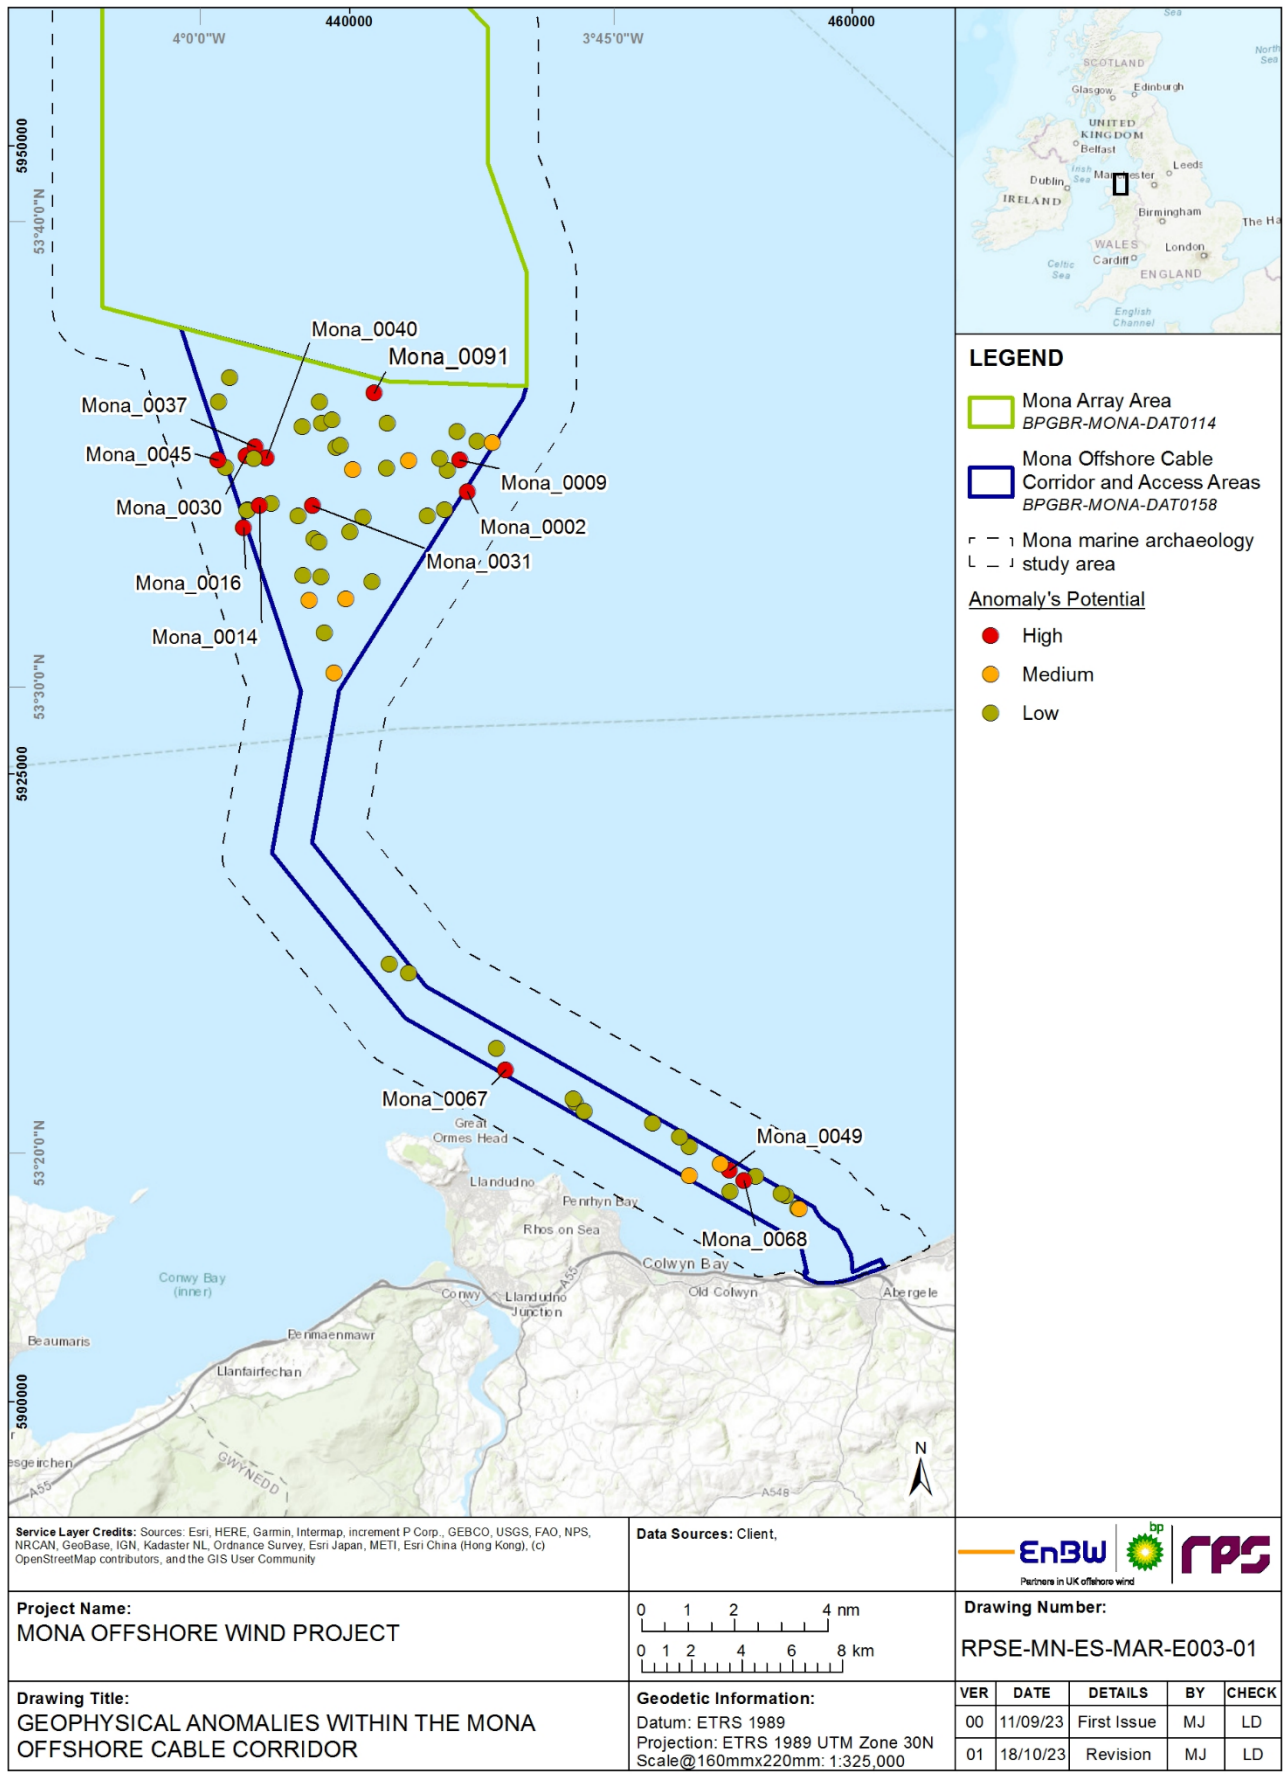 440000
460000
4°0'0"W
3°45'0"W
5950000
53°40'0"N
53°30'0"N
5925000
53°20'0"N
5900000
Mona_0040
Mona_0091
Mona_0037
Mona_0045
Mona_0009
Mona_0030
Mona_0002
Mona_0031
Mona_0016
Mona_0014
Mona_0067
Mona_0049
Mona_0068
Great
Ormes Head
Llandudno
Penrhyn Bay
Rhos on Sea
Colwyn Bay
Old Colwyn
Abergele
Conwy Bay
(inner)
Conwy
Llandudno
Junction
A55
Beaumaris
Penmaenmawr
Llanfairfechan
esgeirchen
A55
GWYNEDD
A548
N
Sea
North
Sea
SCOTLAND
Glasgow
Edinburgh
UNITED
KINGDOM
Belfast
Irish
Sea
Manchester
Leeds
Dublin
IRELAND
Birmingham
The Ha
WALES
Cardiff
London
ENGLAND
Celtic
Sea
English
Channel
LEGEND
Mona Array Area
BPGBR-MONA-DAT0114
Mona Offshore Cable
Corridor and Access Areas
BPGBR-MONA-DAT0158
Mona marine archaeology
study area
Anomaly's Potential
High
Medium
Low
Service Layer Credits: Sources: Esri, HERE, Garmin, Intermap, increment P Corp., GEBCO, USGS, FAO, NPS,
NRCAN, GeoBase, IGN, Kadaster NL, Ordnance Survey, Esri Japan, METI, Esri China (Hong Kong), (c)
OpenStreetMap contributors, and the GIS User Community
Data Sources: Client,
EnBW
bp
rps
Partners in UK offshore wind
Project Name:
MONA OFFSHORE WIND PROJECT
0 1 2 4 nm
0 1 2 4 6 8 km
Drawing Number:
RPSE-MN-ES-MAR-E003-01
Drawing Title:
GEOPHYSICAL ANOMALIES WITHIN THE MONA
OFFSHORE CABLE CORRIDOR
Geodetic Information:
Datum: ETRS 1989
Projection: ETRS 1989 UTM Zone 30N
Scale@160mmx220mm: 1:325,000
VER DATE DETAILS BY CHECK
00 11/09/23 First Issue MJ LD
01 18/10/23 Revision MJ LD